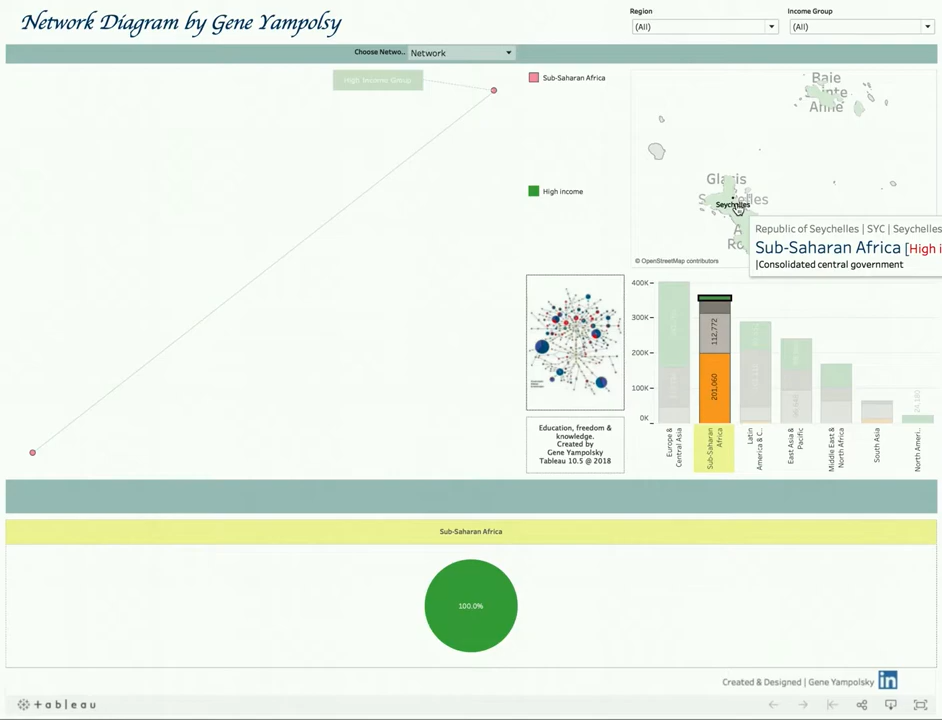 Network Diagram by Gene Yampolsy
Region
Income Group
(All)
(All)
Choose Netwo..
Network
High Income Group
Sub-Saharan Africa
High income
Baie
Sainte
Anne
Glacis
Seychelles
Republic of Seychelles | SYC | Seychelles
Sub-Saharan Africa [High i
|Consolidated central government
© OpenStreetMap contributors
400K
300K
200K
100K
0K
112,772
201,060
24,180
Europe &
Central Asia
Sub-Saharan
Africa
Latin
America & C..
East Asia &
Pacific
Middle East &
North Africa
South Asia
North Ameri..
Education, freedom &
knowledge.
Created by
Gene Yampolsky
Tableau 10.5 @ 2018
Sub-Saharan Africa
100.0%
Created & Designed | Gene Yampolsky
in
+ableau